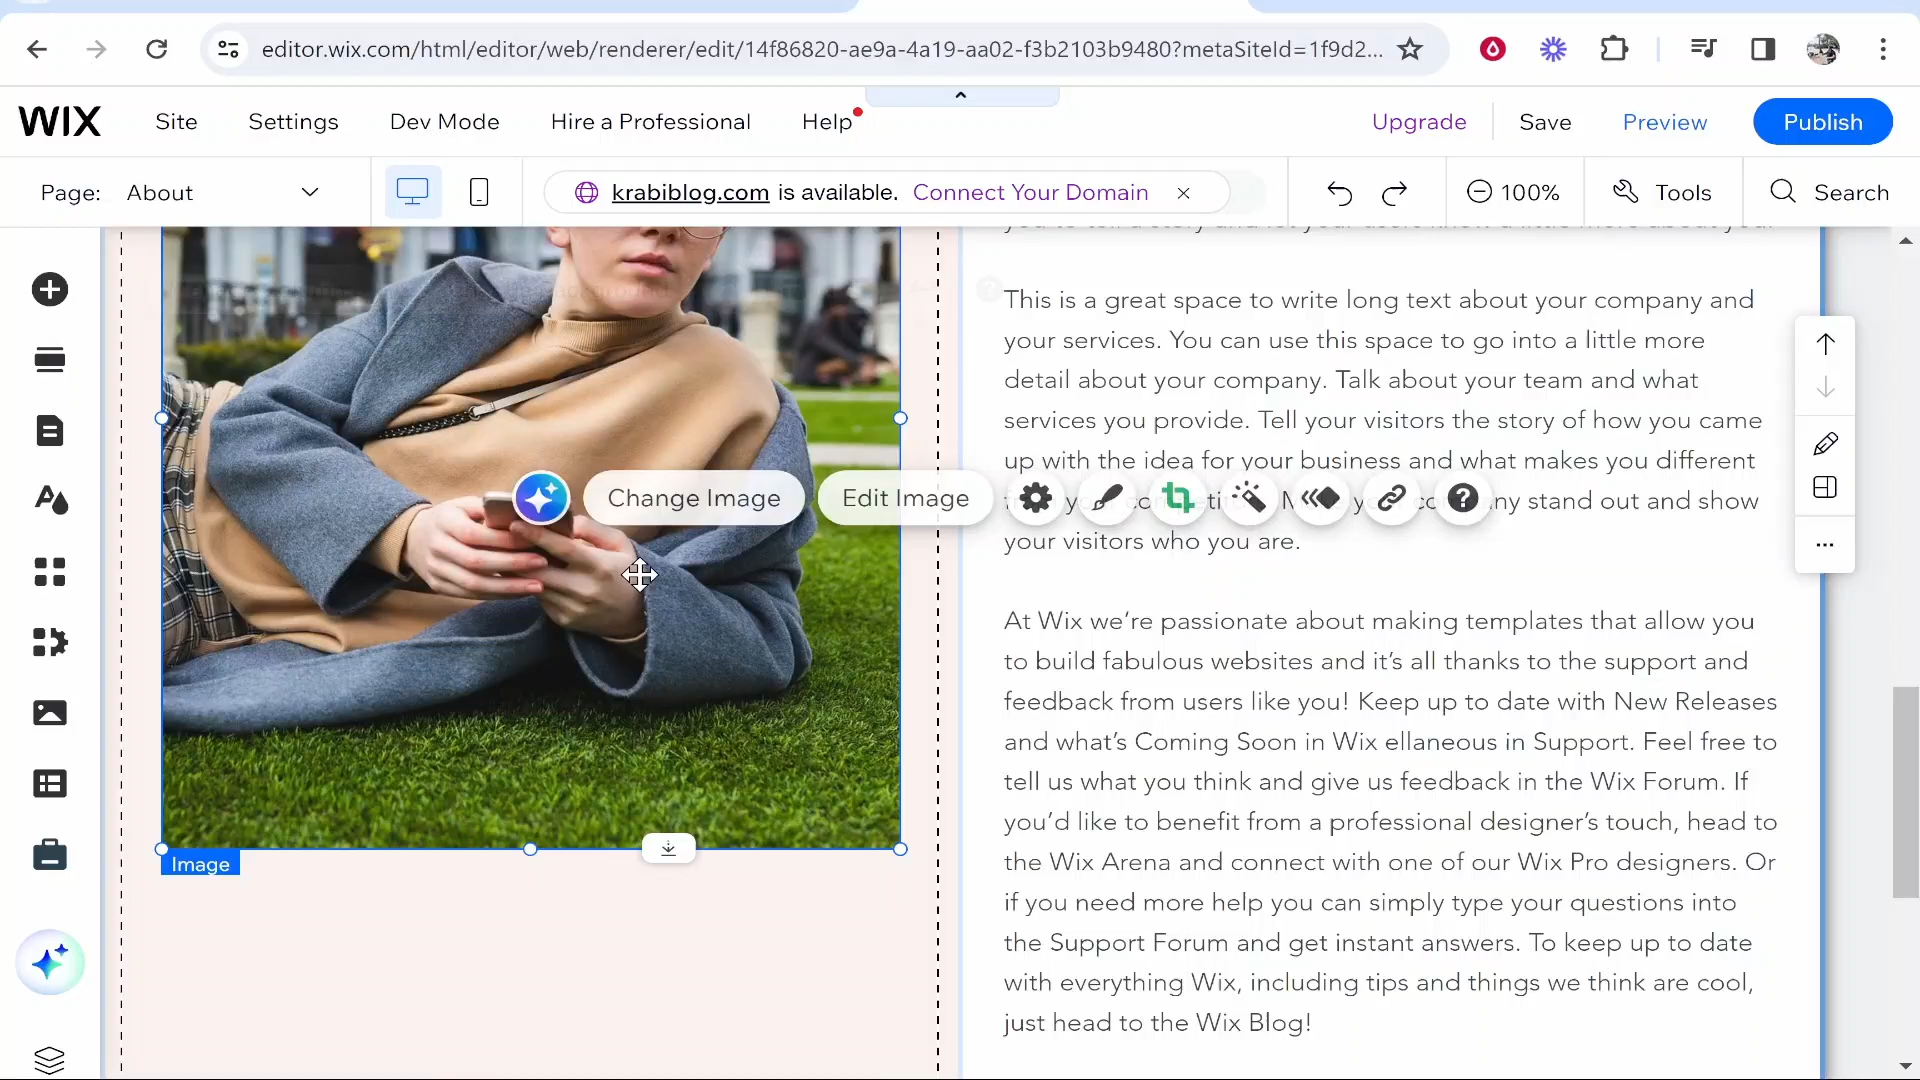 editor.wix.com/html/editor/web/renderer/edit/14f86820-ae9a-4a19-aa02-f3b2103b9480?metaSiteId=1f9d2...
WIX Site Settings Dev Mode Hire a Professional Help Upgrade Save Preview Publish
Page: About krabiblog.com is available. Connect Your Domain 100% Tools Search
This is a great space to write long text about your company and
your services. You can use this space to go into a little more
detail about your company. Talk about your team and what
services you provide. Tell your visitors the story of how you came
up with the idea for your business and what makes you different
Change Image Edit Image
stand out and show
your visitors who you are.
At Wix we’re passionate about making templates that allow you
to build fabulous websites and it’s all thanks to the support and
feedback from users like you! Keep up to date with New Releases
and what’s Coming Soon in Wix ellaneous in Support. Feel free to
tell us what you think and give us feedback in the Wix Forum. If
you’d like to benefit from a professional designer’s touch, head to
the Wix Arena and connect with one of our Wix Pro designers. Or
if you need more help you can simply type your questions into
the Support Forum and get instant answers. To keep up to date
with everything Wix, including tips and things we think are cool,
just head to the Wix Blog!
Image